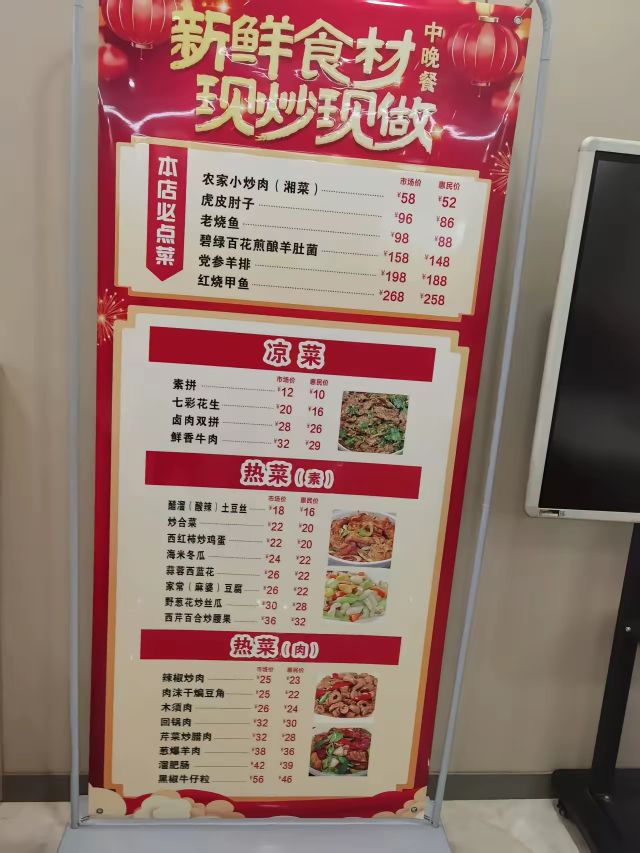 新鲜食材
中晚餐
现炒现做
本店必点菜
市场价 惠民价
农家小炒肉（湘菜） ¥58 ¥52
虎皮肘子 ¥96 ¥86
老烧鱼 ¥98 ¥88
碧绿百花煎酿羊肚菌 ¥158 ¥148
党参羊排 ¥198 ¥188
红烧甲鱼 ¥268 ¥258
凉菜
市场价 惠民价
素拼 ¥12 ¥10
七彩花生 ¥20 ¥16
卤肉双拼 ¥28 ¥26
鲜香牛肉 ¥32 ¥29
热菜（素）
市场价 惠民价
醋溜（酸辣）土豆丝 ¥18 ¥16
炒合菜 ¥22 ¥20
西红柿炒鸡蛋 ¥22 ¥20
海米冬瓜 ¥24 ¥22
蒜蓉西蓝花 ¥26 ¥22
家常（麻婆）豆腐 ¥26 ¥22
野葱花炒丝瓜 ¥30 ¥28
西芹百合炒腰果 ¥36 ¥32
热菜（肉）
市场价 惠民价
辣椒炒肉 ¥25 ¥23
肉沫干煸豆角 ¥25 ¥22
木须肉 ¥26 ¥24
回锅肉 ¥32 ¥30
芹菜炒腊肉 ¥32 ¥28
葱爆羊肉 ¥38 ¥36
溜肥肠 ¥42 ¥39
黑椒牛仔粒 ¥56 ¥46